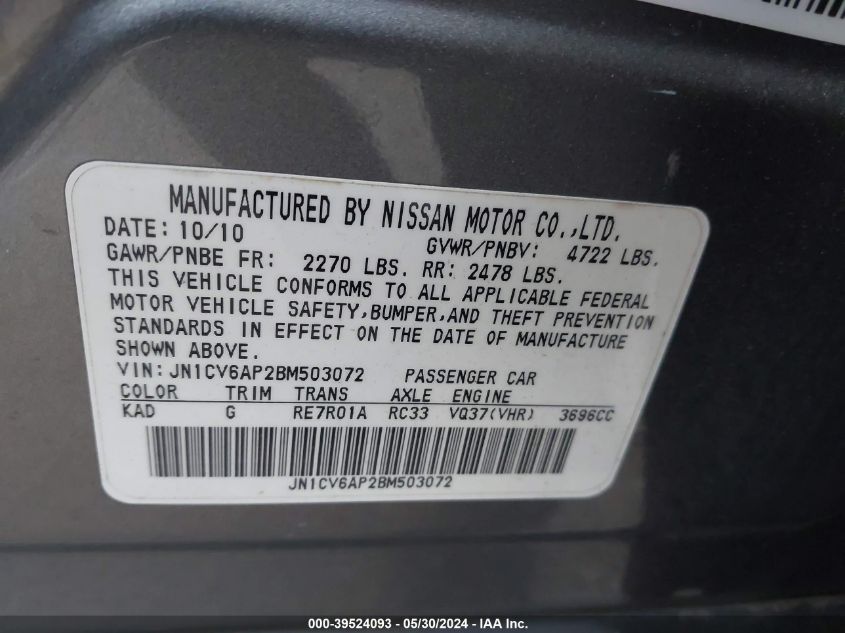 MANUFACTURED BY NISSAN MOTOR CO.,LTD.
DATE: 10/10 GVWR/PNBV: 4722 LBS.
GAWR/PNBE FR: 2270 LBS. RR: 2478 LBS.
THIS VEHICLE CONFORMS TO ALL APPLICABLE FEDERAL
MOTOR VEHICLE SAFETY,BUMPER,AND THEFT PREVENTION
STANDARDS IN EFFECT ON THE DATE OF MANUFACTURE
SHOWN ABOVE.
VIN:JN1CV6AP2BM503072 PASSENGER CAR
COLOR TRIM TRANS AXLE ENGINE
KAD G RE7R01A RC33 VQ37(VHR) 3696CC
JN1CV6AP2BM503072
000-39524093 - 05/30/2024 - IAA Inc.